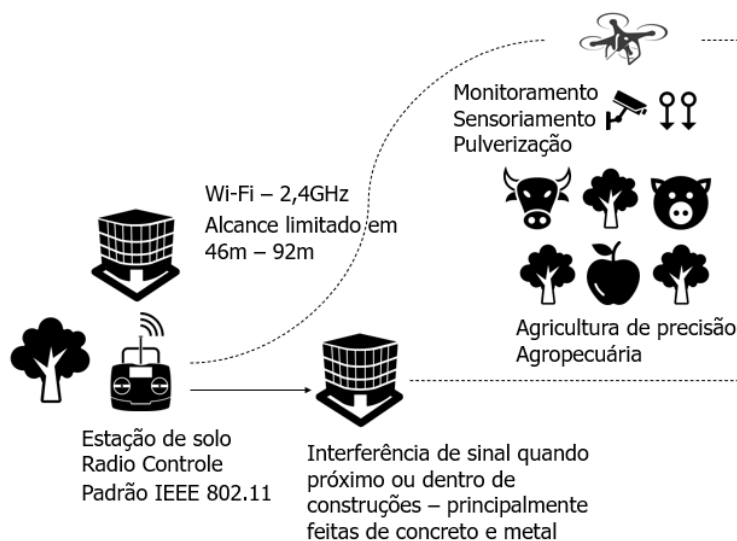 Monitoramento
Sensoriamento
Pulverização
Wi-Fi – 2,4GHz
Alcance limitado em
46m – 92m
Agricultura de precisão
Agropecuária
Estação de solo
Radio Controle
Padrão IEEE 802.11
Interferência de sinal quando
próximo ou dentro de
construções – principalmente
feitas de concreto e metal